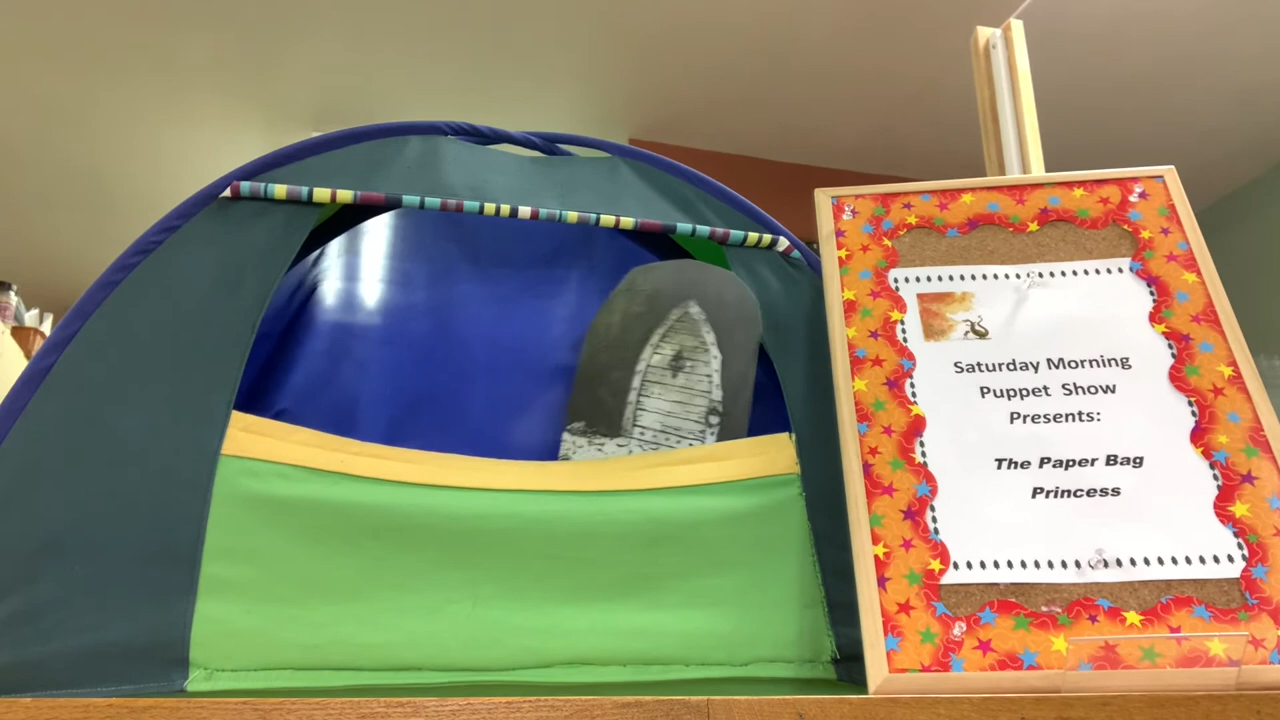 Saturday Morning
Puppet Show
Presents:
The Paper Bag
Princess